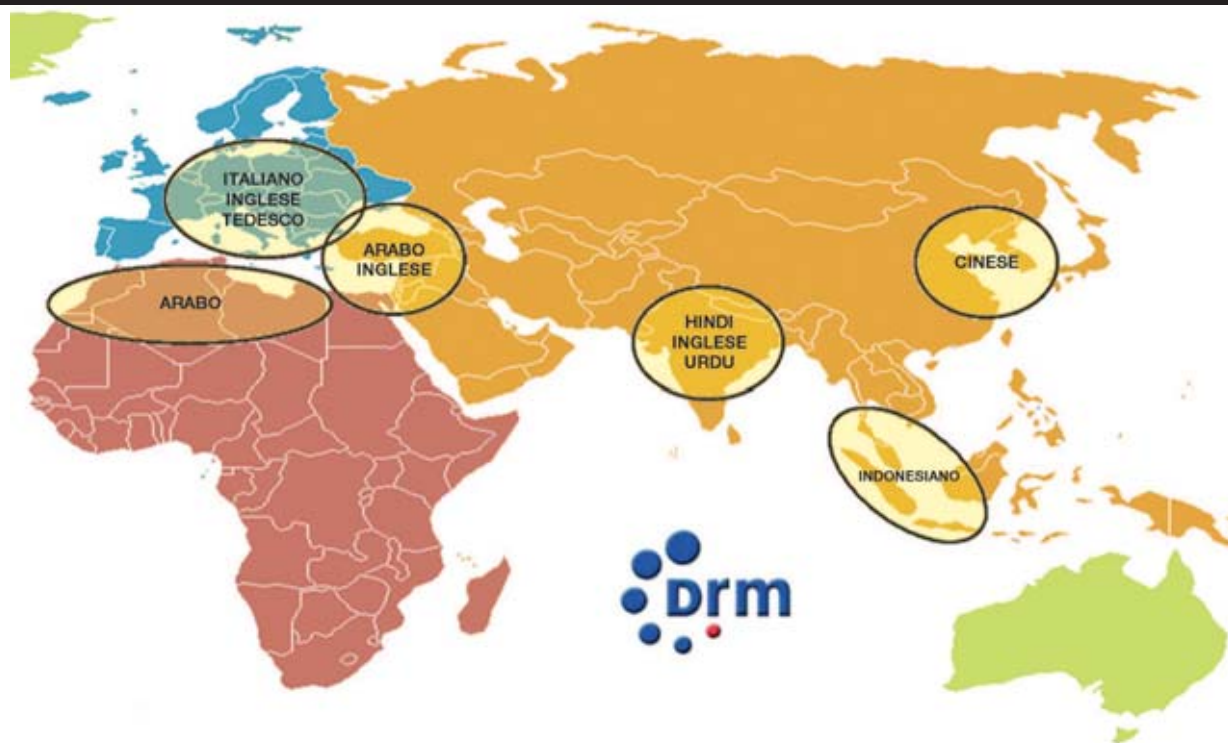 ITALIANO
INGLESE
TEDESCO
ARABO
INGLESE
ARABO
HINDI
INGLESE
URDU
CINESE
INDONESIANO
Drm